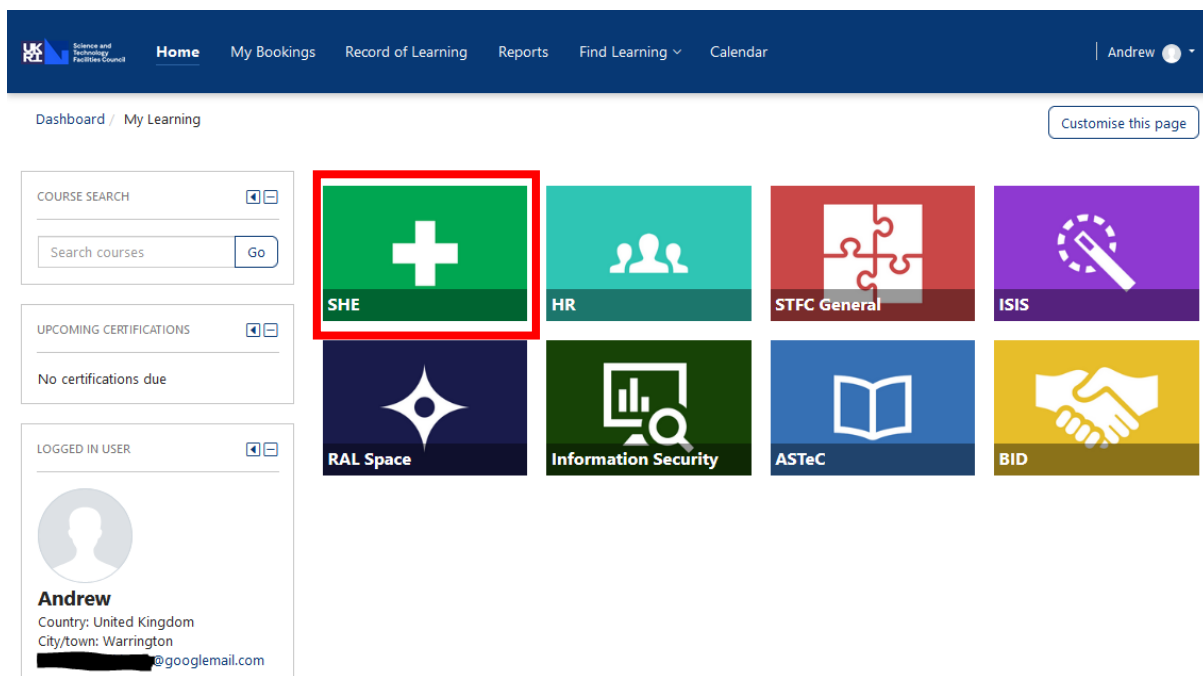 UK RI
Science and
Technology
Facilities Council
Home My Bookings Record of Learning Reports Find Learning Calendar Andrew
Dashboard / My Learning
Customise this page
COURSE SEARCH
Search courses Go
UPCOMING CERTIFICATIONS
No certifications due
LOGGED IN USER
Andrew
Country: United Kingdom
City/town: Warrington
@googlemail.com
SHE HR STFC General ISIS
RAL Space Information Security ASTeC BID